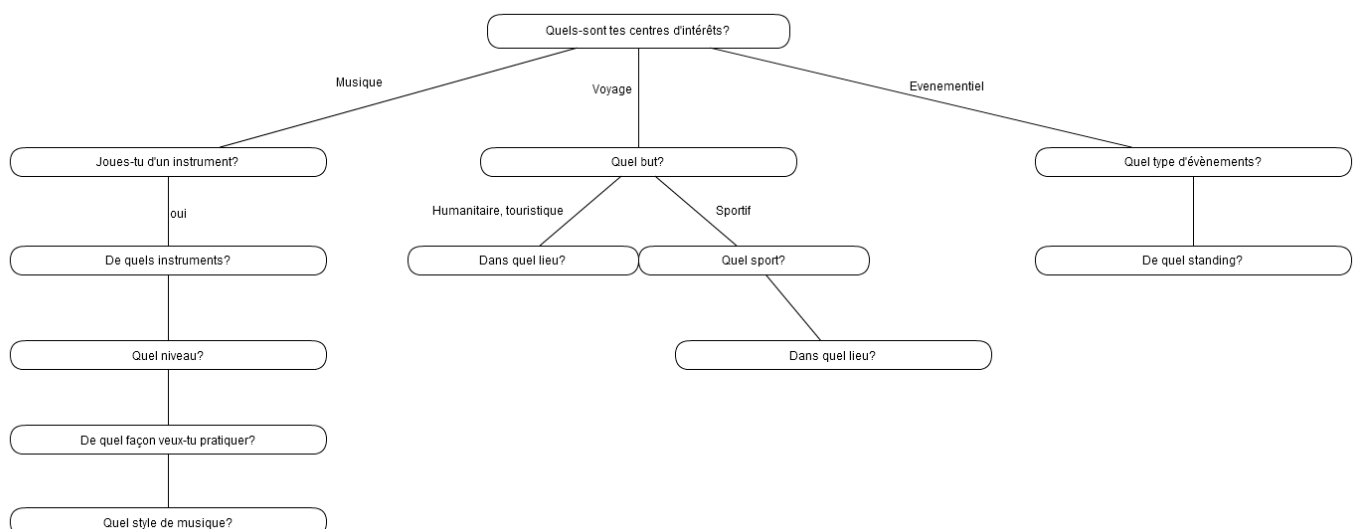 Quels-sont tes centres d'intérêts?
Musique
Voyage
Evenementiel
Joues-tu d'un instrument?
Quel but?
Quel type d'évènements?
oui
Humanitaire, touristique
Sportif
De quels instruments?
Dans quel lieu?
Quel sport?
De quel standing?
Quel niveau?
Dans quel lieu?
De quel façon veux-tu pratiquer?
Quel style de musique?